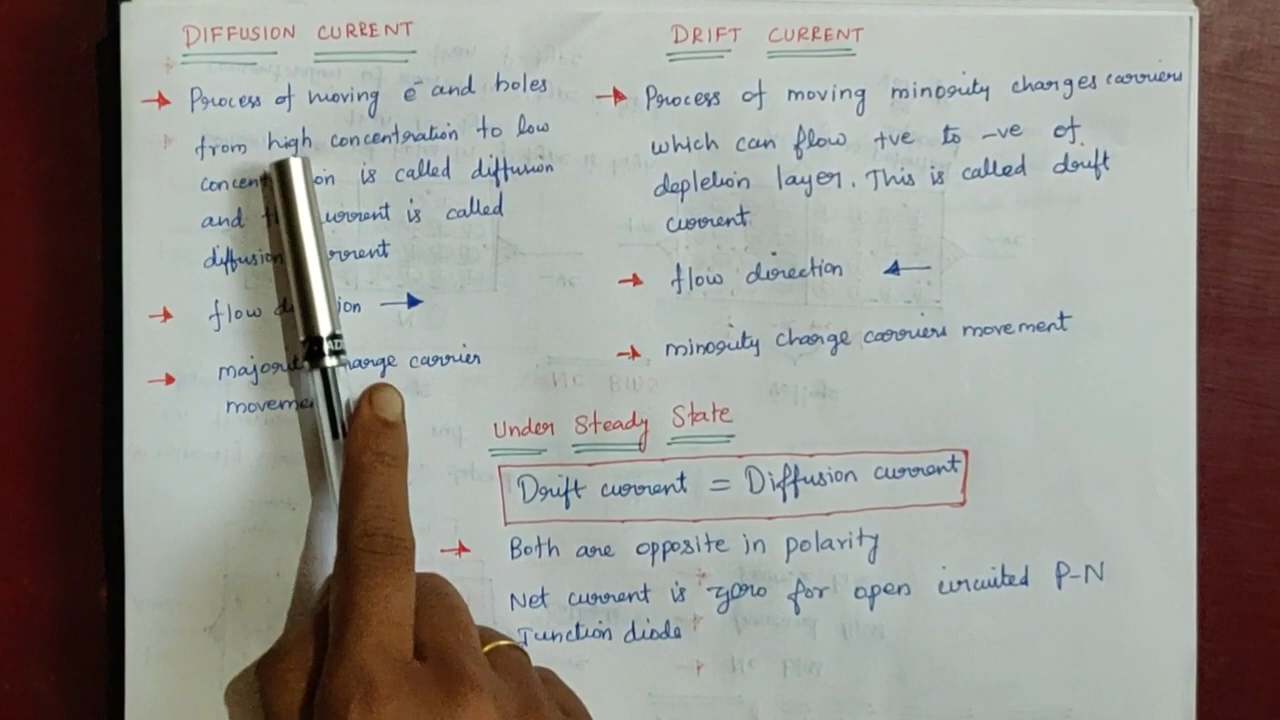 DIFFUSION CURRENT
→ Process of moving e⁻ and holes
from high concentration to low
is called diffusion
and current is called
diffusion
→ flow →
→ charge carrier
DRIFT CURRENT
→ Process of moving minority charges carriers
which can flow +ve to -ve of
depletion layer. This is called drift
current
→ flow direction ←
→ minority charge carriers movement
Under Steady State
Drift current = Diffusion current
→ Both are opposite in polarity
Net current is zero for open circuited P-N
Junction diode